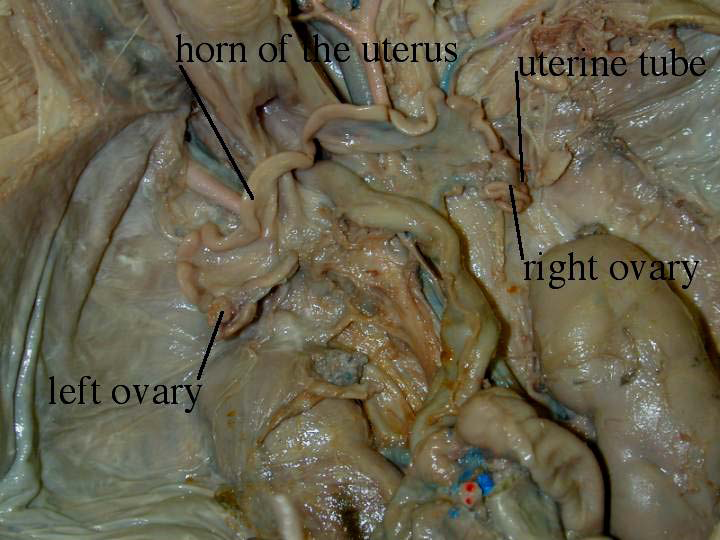 horn of the uterus
uterine tube
right ovary
left ovary